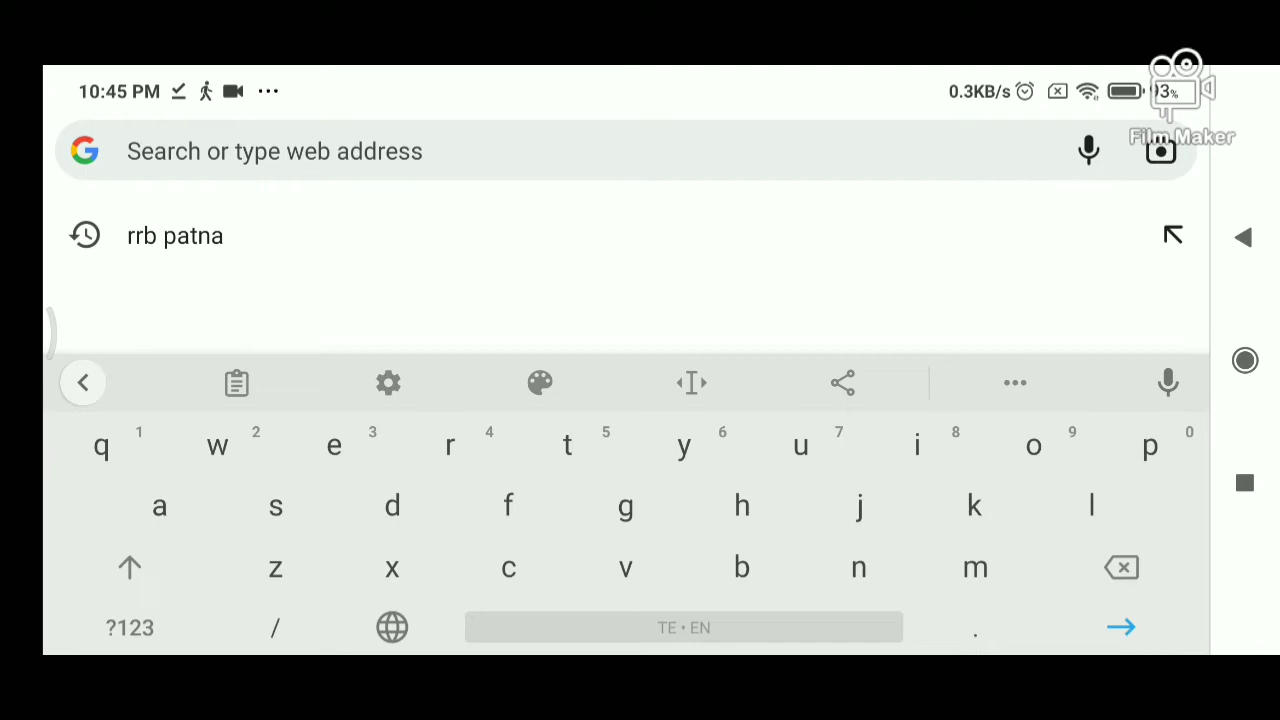 10:45 PM ... 0.3KB/s 93%
Film Maker
Search or type web address
rrb patna
q 1 w 2 e 3 r 4 t 5 y 6 u 7 i 8 o 9 p 0
a s d f g h j k l
z x c v b n m
?123 / TE • EN .